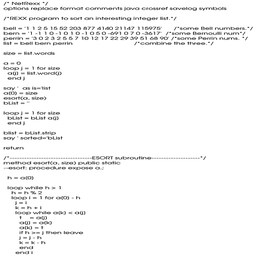 /* NetRexx */
options replace format comments java crossref savelog symbols

/*REXX program to sort an interesting integer list.*/

bell = '1 1 2 5 15 52 203 877 4140 21147 115975' /*some Bell numbers.*/
bern = '1 -1 1 0 -1 0 1 0 -1 0 5 0 -691 0 7 0 -3617' /*some Bernoulli num*/
perrin = '3 0 2 3 2 5 5 7 10 12 17 22 29 39 51 68 90' /*some Perrin nums. */
list = bell bern perrin /*combine the three.*/

size = list.words

a = 0
loop j = 1 for size
a[j] = list.word(j)
end j

say ' as is='list
a[0] = size
esort(a, size)
bList = ''

loop j = 1 for size
bList = bList a[j]
end j

blist = bList.strip
say ' sorted='bList

return

/*----------------------------------ESORT subroutine--------------------*/
method esort(a, size) public static
--esort: procedure expose a.;

h = a[0]

loop while h > 1
h = h % 2
loop i = 1 for a[0] - h
j = i
k = h + i
loop while a[k] < a[j]
t = a[j]
a[j] = a[k]
a[k] = t
if h >= j then leave
j = j - h
k = k - h
end
end i